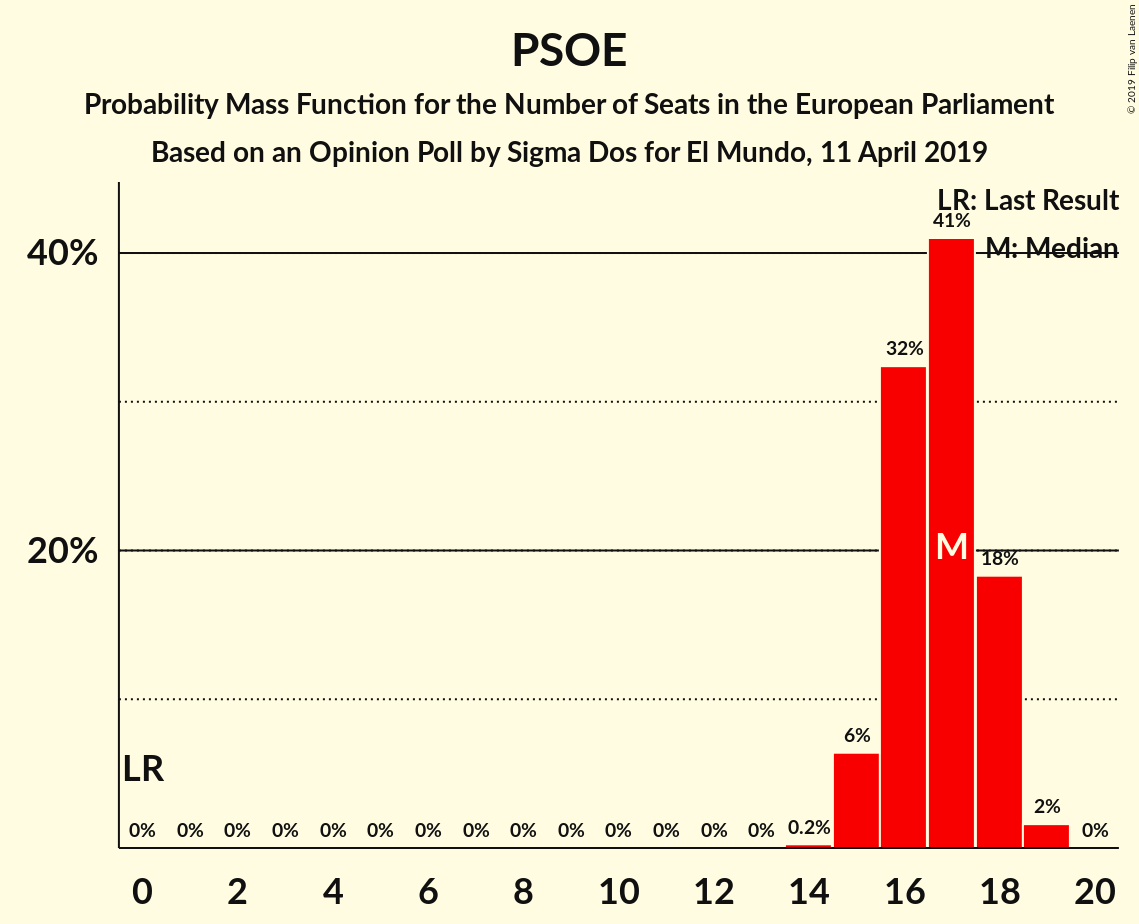 PSOE
Probability Mass Function for the Number of Seats in the European Parliament
Based on an Opinion Poll by Sigma Dos for El Mundo, 11 April 2019
© 2019 Filip van Laenen
LR: Last Result
M: Median
41%
40%
32%
20%
M
18%
6%
LR
2%
0% 0% 0% 0% 0% 0% 0% 0% 0% 0% 0% 0% 0% 0% 0.2% 0%
0 2 4 6 8 10 12 14 16 18 20